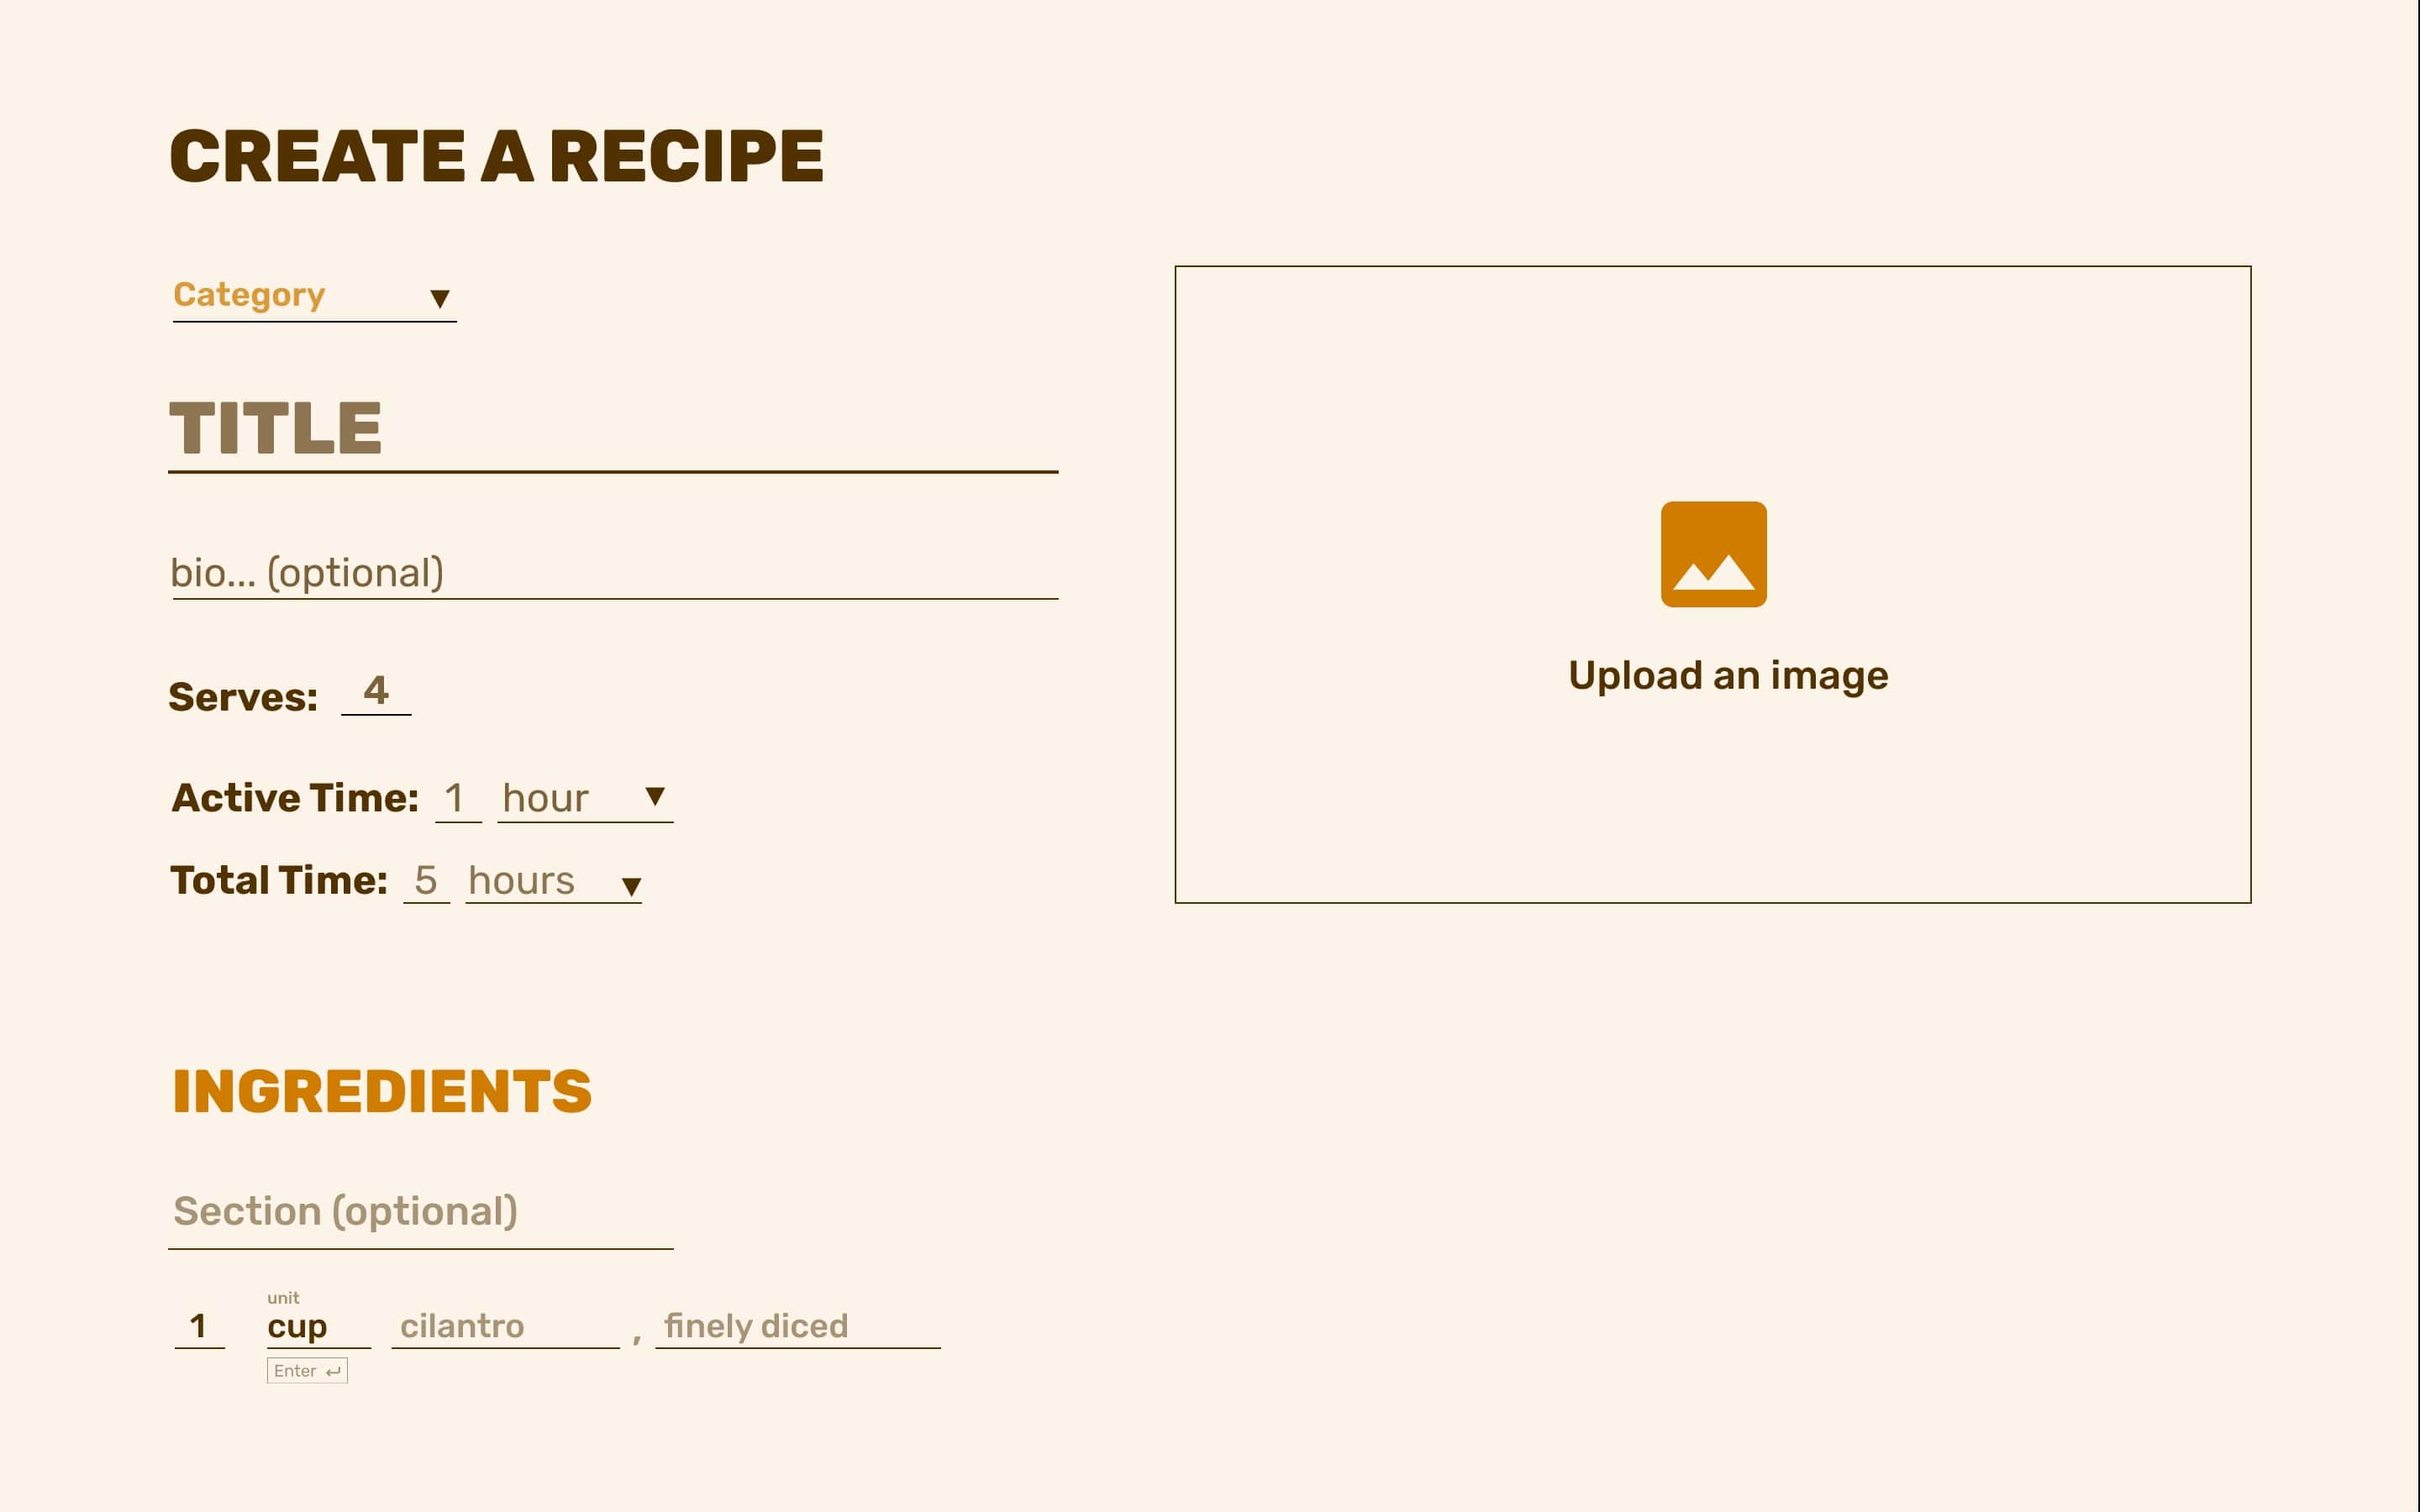 CREATE A RECIPE
Category
TITLE
bio... (optional)
Serves: 4
Active Time: 1 hour
Total Time: 5 hours
Upload an image
INGREDIENTS
Section (optional)
unit
1 cup cilantro , finely diced
Enter